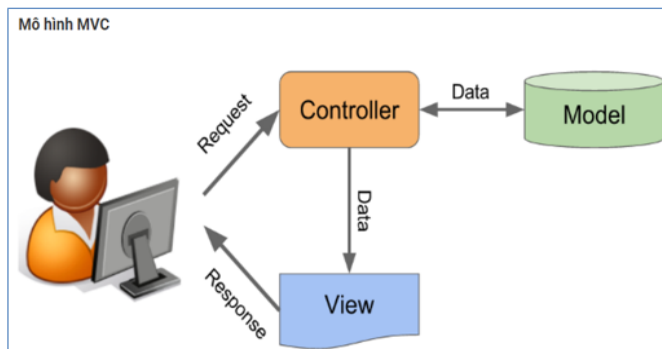 Mô hình MVC
Request
Controller
Data
Model
Data
Response
View